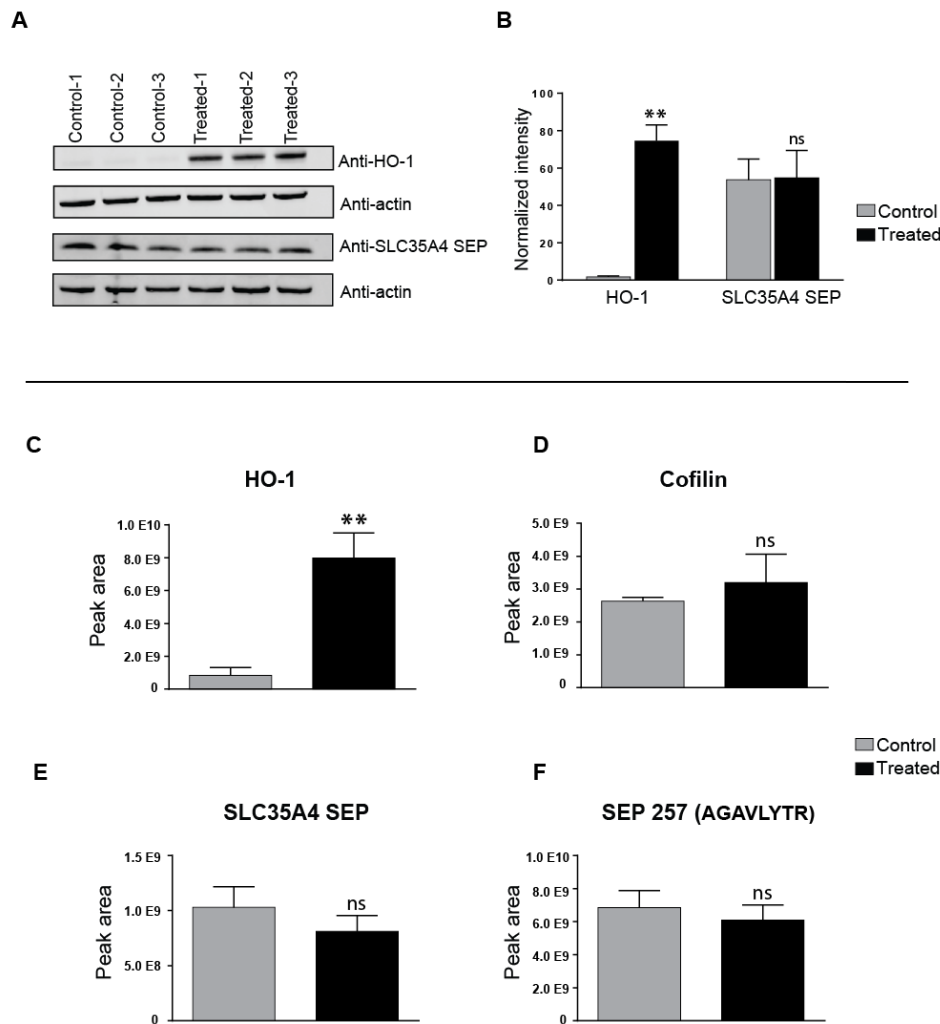 A
Control-1
Control-2
Control-3
Treated-1
Treated-2
Treated-3
Anti-HO-1
Anti-actin
Anti-SLC35A4 SEP
Anti-actin
B
Normalized intensity
100
80
60
40
20
0
**
ns
HO-1
SLC35A4 SEP
Control
Treated
C
HO-1
Peak area
1.0 E10
8.0 E9
6.0 E9
4.0 E9
2.0 E9
0
**
D
Cofilin
Peak area
5.0 E9
4.0 E9
3.0 E9
2.0 E9
1.0 E9
0
ns
Control
Treated
E
SLC35A4 SEP
Peak area
1.5 E9
1.0 E9
5.0 E8
0
ns
F
SEP 257 (AGAVLYTR)
Peak area
1.0 E10
8.0 E9
6.0 E9
4.0 E9
2.0 E9
0
ns